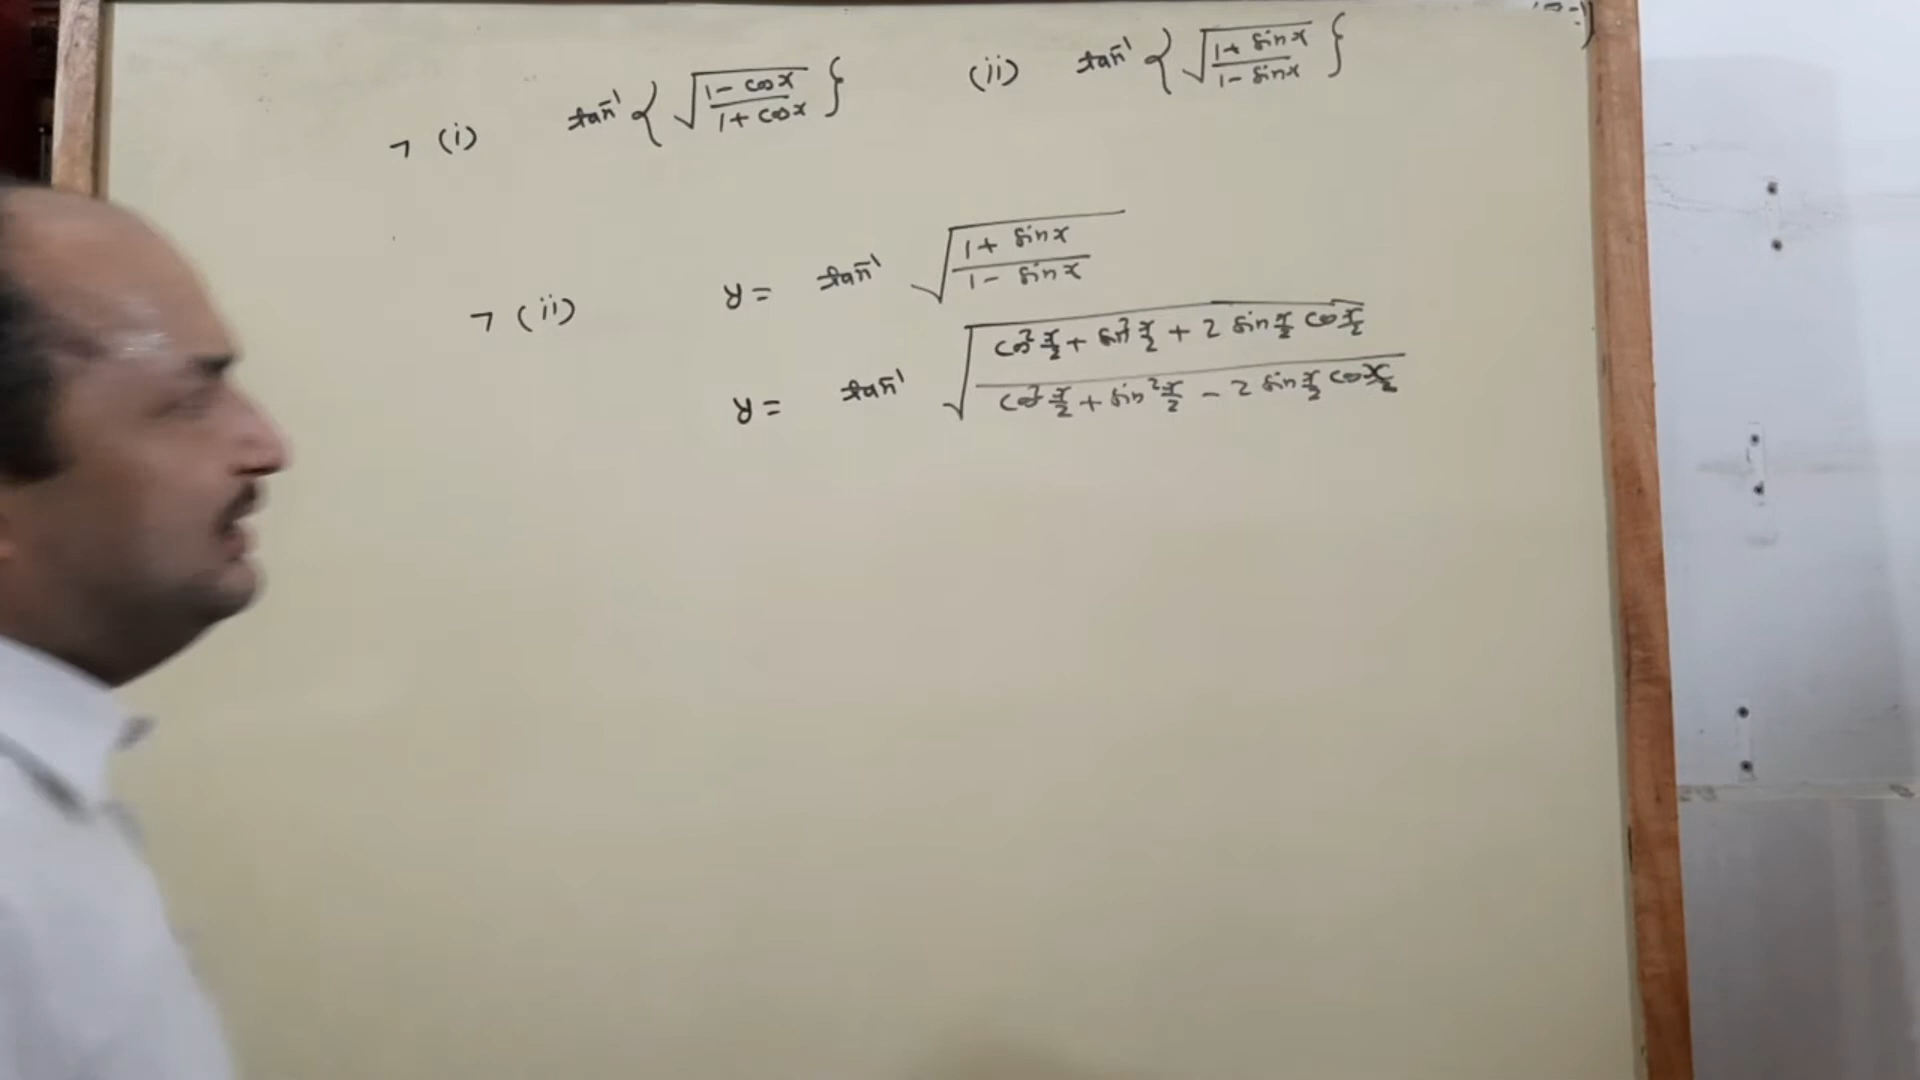 7 (i) tan⁻¹ { √((1 - cos x)/(1 + cos x)) } (ii) tan⁻¹ { √((1 + sin x)/(1 - sin x)) }
7 (ii) y = tan⁻¹ √((1 + sin x)/(1 - sin x))
y = tan⁻¹ √((cos² x/2 + sin² x/2 + 2 sin x/2 cos x/2)/(cos² x/2 + sin² x/2 - 2 sin x/2 cos x/2))